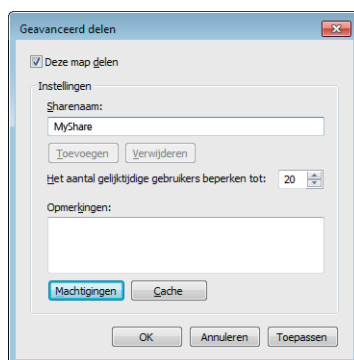 Geavanceerd delen
Deze map delen
Instellingen
Sharenaam:
MyShare
Toevoegen Verwijderen
Het aantal gelijktijdige gebruikers beperken tot: 20
Opmerkingen:
Machtigingen Cache
OK Annuleren Toepassen